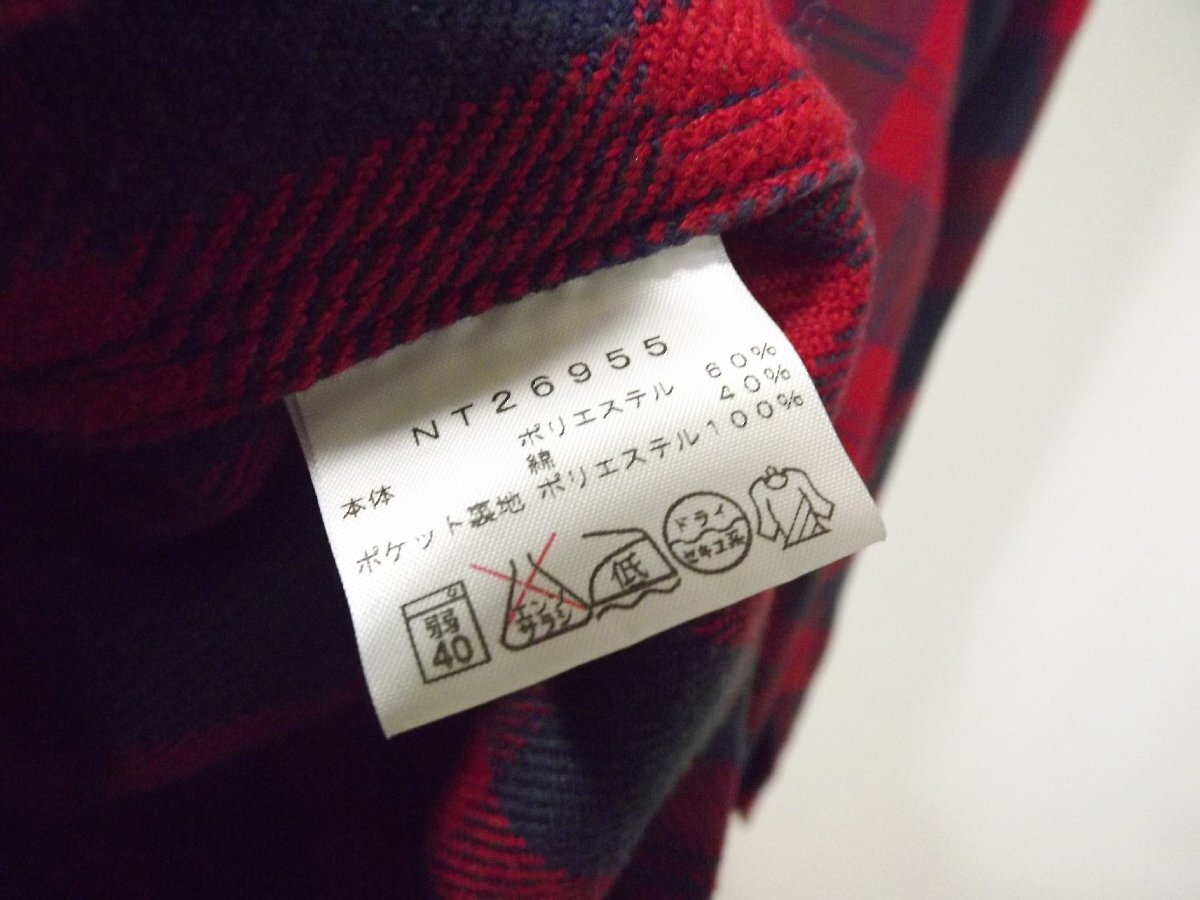 NT26955
本体 ポリエステル 60%
綿 40%
ポケット裏地 ポリエステル100%
弱
40
エンソ
サラシ
低
ドライ
セキユ系